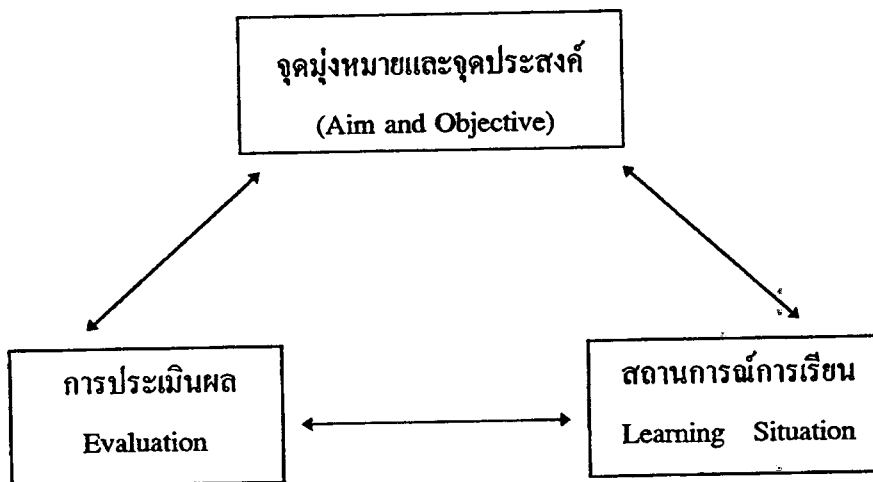 จุดมุ่งหมายและจุดประสงค์
(Aim and Objective)
การประเมินผล
Evaluation
สถานการณ์การเรียน
Learning Situation